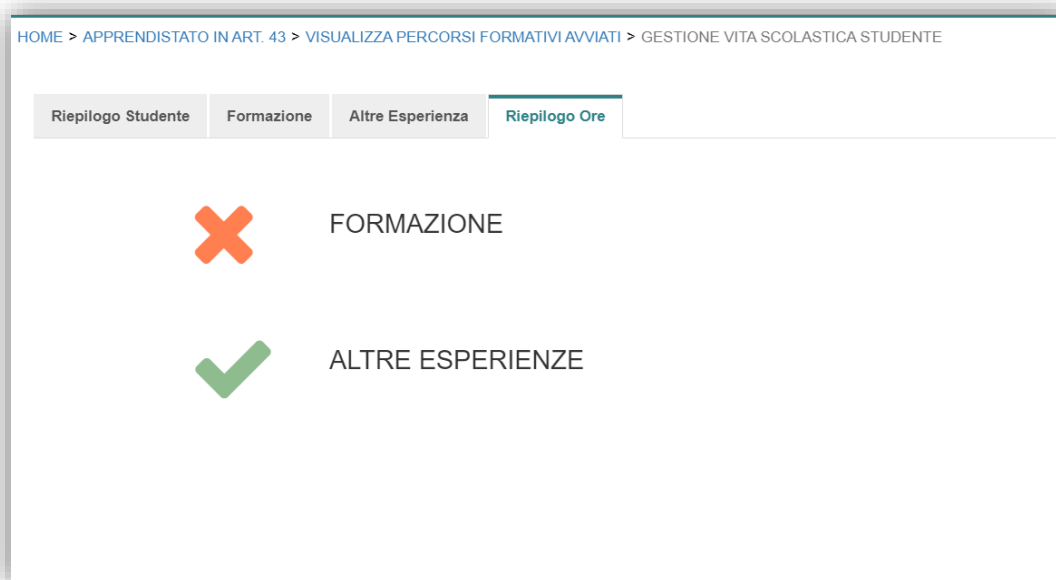 HOME > APPRENDISTATO IN ART. 43 > VISUALIZZA PERCORSI FORMATIVI AVVIATI > GESTIONE VITA SCOLASTICA STUDENTE
Riepilogo Studente Formazione Altre Esperienza Riepilogo Ore
FORMAZIONE
ALTRE ESPERIENZE